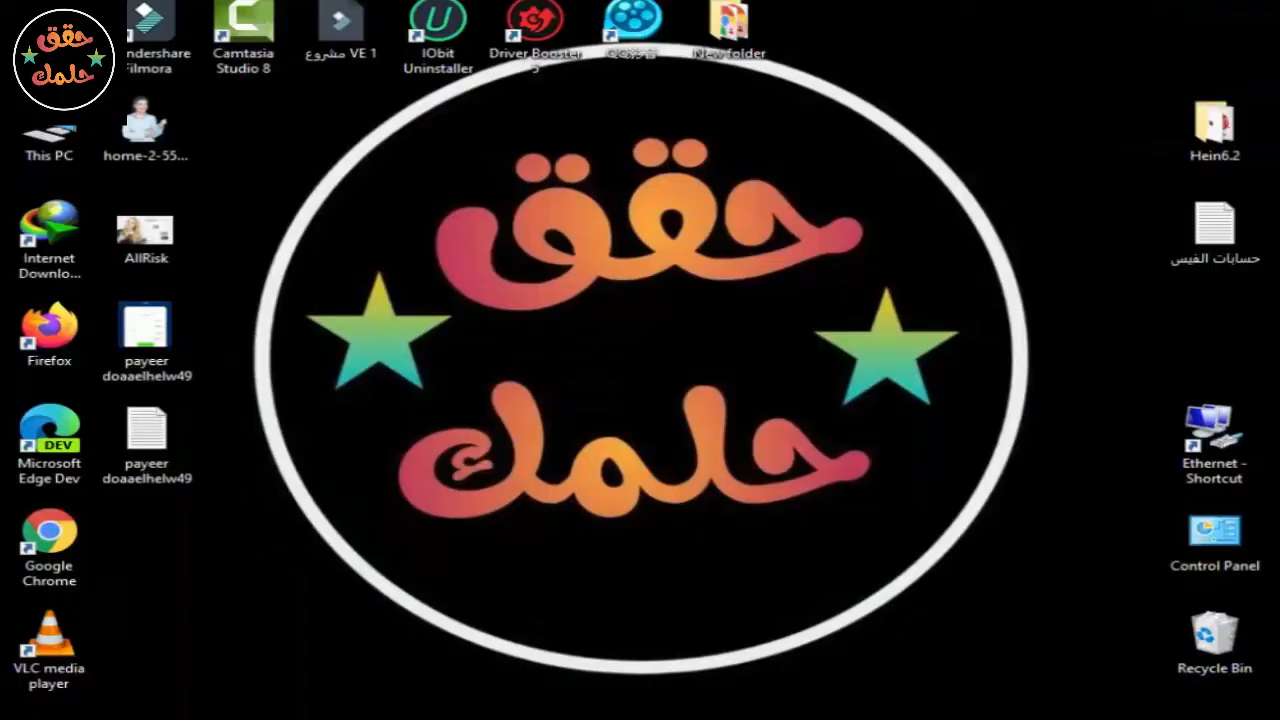 حقق
حلمك
ndershare
Filmora
Camtasia
Studio 8
مشروع VE 1
IObit
Uninstaller
Driver Booster
5
New folder
This PC
home-2-55...
Hein6.2
Internet
Downlo...
AllRisk
حسابات الفيس
حقق
حلمك
Firefox
payeer
doaaelhelw49
DEV
Microsoft
Edge Dev
payeer
doaaelhelw49
Ethernet -
Shortcut
Google
Chrome
Control Panel
VLC media
player
Recycle Bin